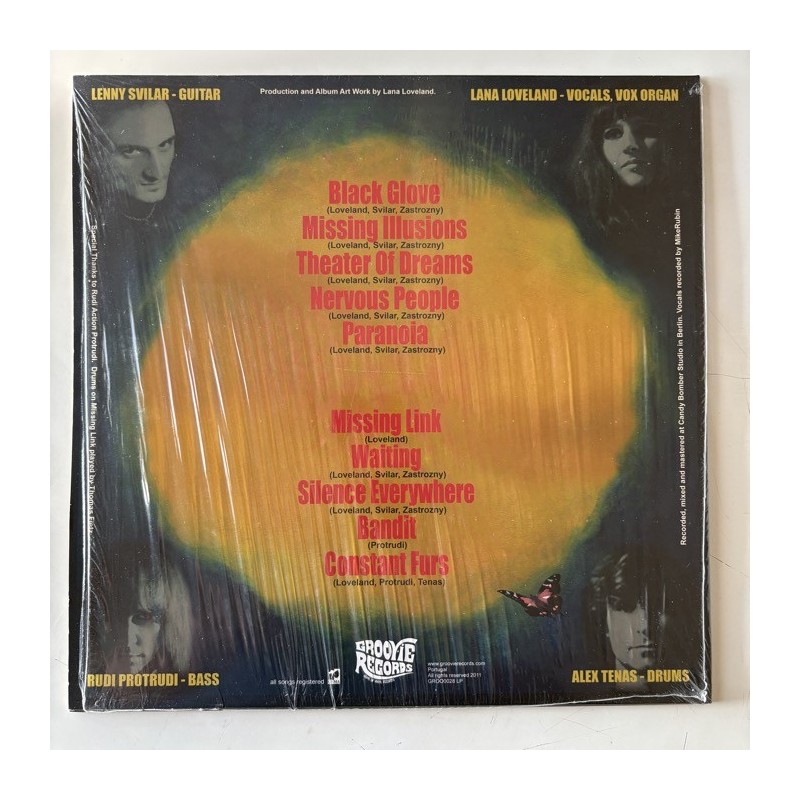 LENNY SVILAR - GUITAR
Production and Album Art Work by Lana Loveland.
LANA LOVELAND - VOCALS, VOX ORGAN
Black Glove
(Loveland, Svilar, Zastrozny)
Missing Illusions
(Loveland, Svilar, Zastrozny)
Theater Of Dreams
(Loveland, Svilar, Zastrozny)
Nervous People
(Loveland, Svilar, Zastrozny)
Paranoia
(Loveland, Svilar, Zastrozny)
Missing Link
(Loveland)
Waiting
(Loveland, Svilar, Zastrozny)
Silence Everywhere
(Loveland, Svilar, Zastrozny)
Bandit
(Protrudi)
Constant Furs
(Loveland, Protrudi, Tenas)
Special Thanks to Rudi Action Protrudi. Drums on Missing Link played by Thomas
Recorded, mixed and mastered at Candy Bomber Studio in Berlin. Vocals recorded by MikeRubin
RUDI PROTRUDI - BASS
all songs registered
GROOVIE
RECORDS
www.groovierecords.com
Portugal
All rights reserved 2011
GROO0028 LP
ALEX TENAS - DRUMS